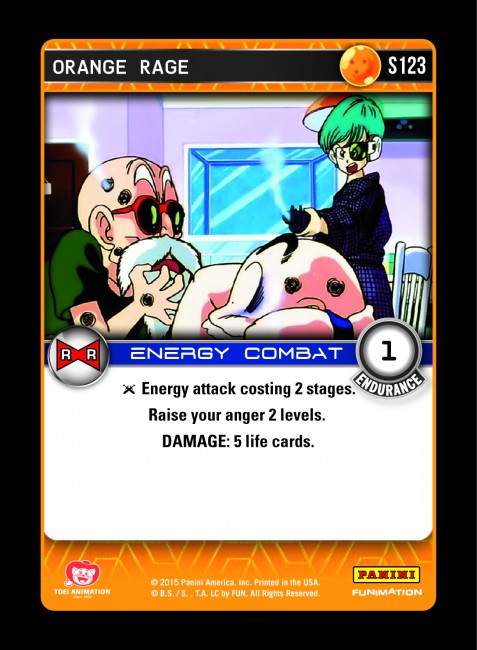 ORANGE RAGE
S123
R R
ENERGY COMBAT
1
ENDURANCE
Energy attack costing 2 stages.
Raise your anger 2 levels.
DAMAGE: 5 life cards.
TOEI ANIMATION
© 2015 Panini America, Inc. Printed in the USA.
© B.S. / S. , T.A. LC by FUN. All Rights Reserved.
PANINI
FUNIMATION